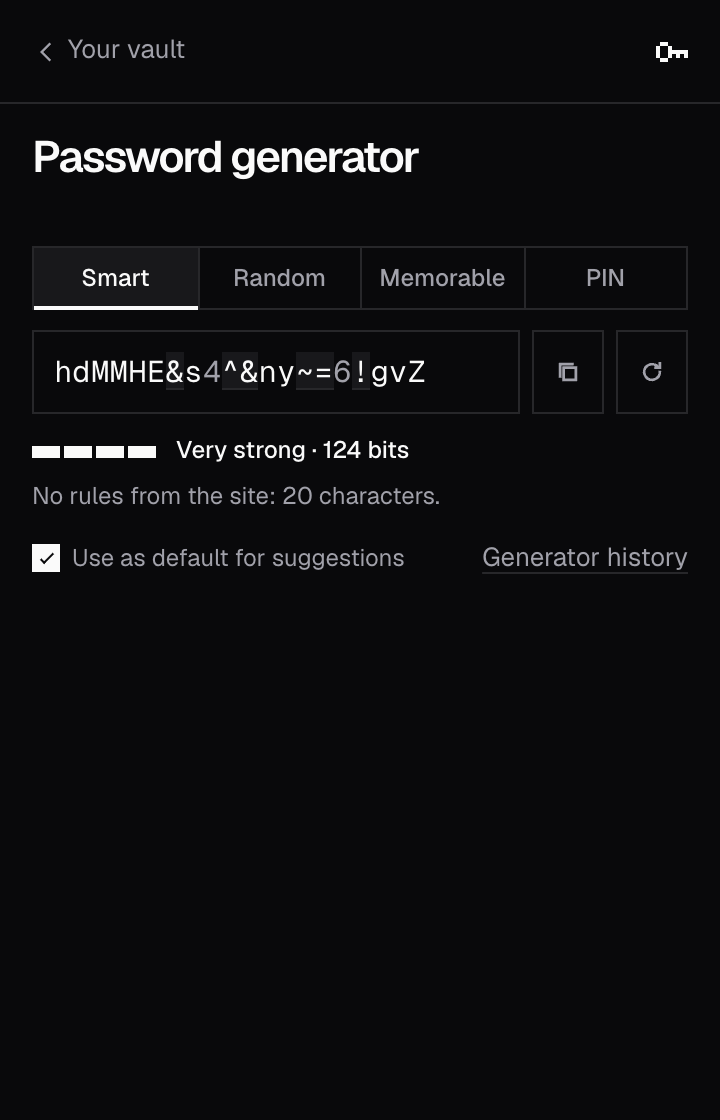 Your vault
Password generator
Smart Random Memorable PIN
hdMMHE&s4^&ny~=6!gvZ
Very strong · 124 bits
No rules from the site: 20 characters.
Use as default for suggestions Generator history